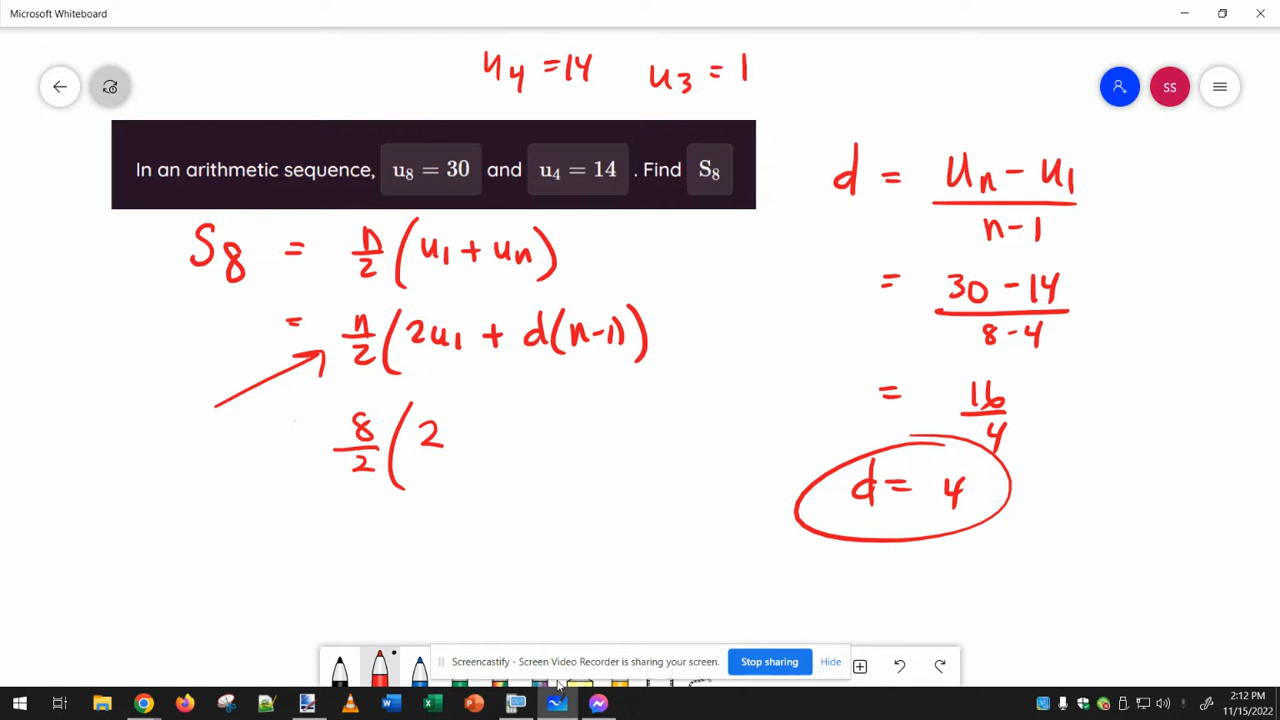 Microsoft Whiteboard
u4 = 14 u3 = 1
In an arithmetic sequence, u₈ = 30 and u₄ = 14 . Find S₈
SS
S8 = n/2 (u1 + un)
= n/2 (2u1 + d(n-1))
8/2 (2
d = un - u1 / n-1
= 30 - 14 / 8-4
= 16/4
d = 4
Screencastify - Screen Video Recorder is sharing your screen. Stop sharing Hide
2:12 PM
11/15/2022